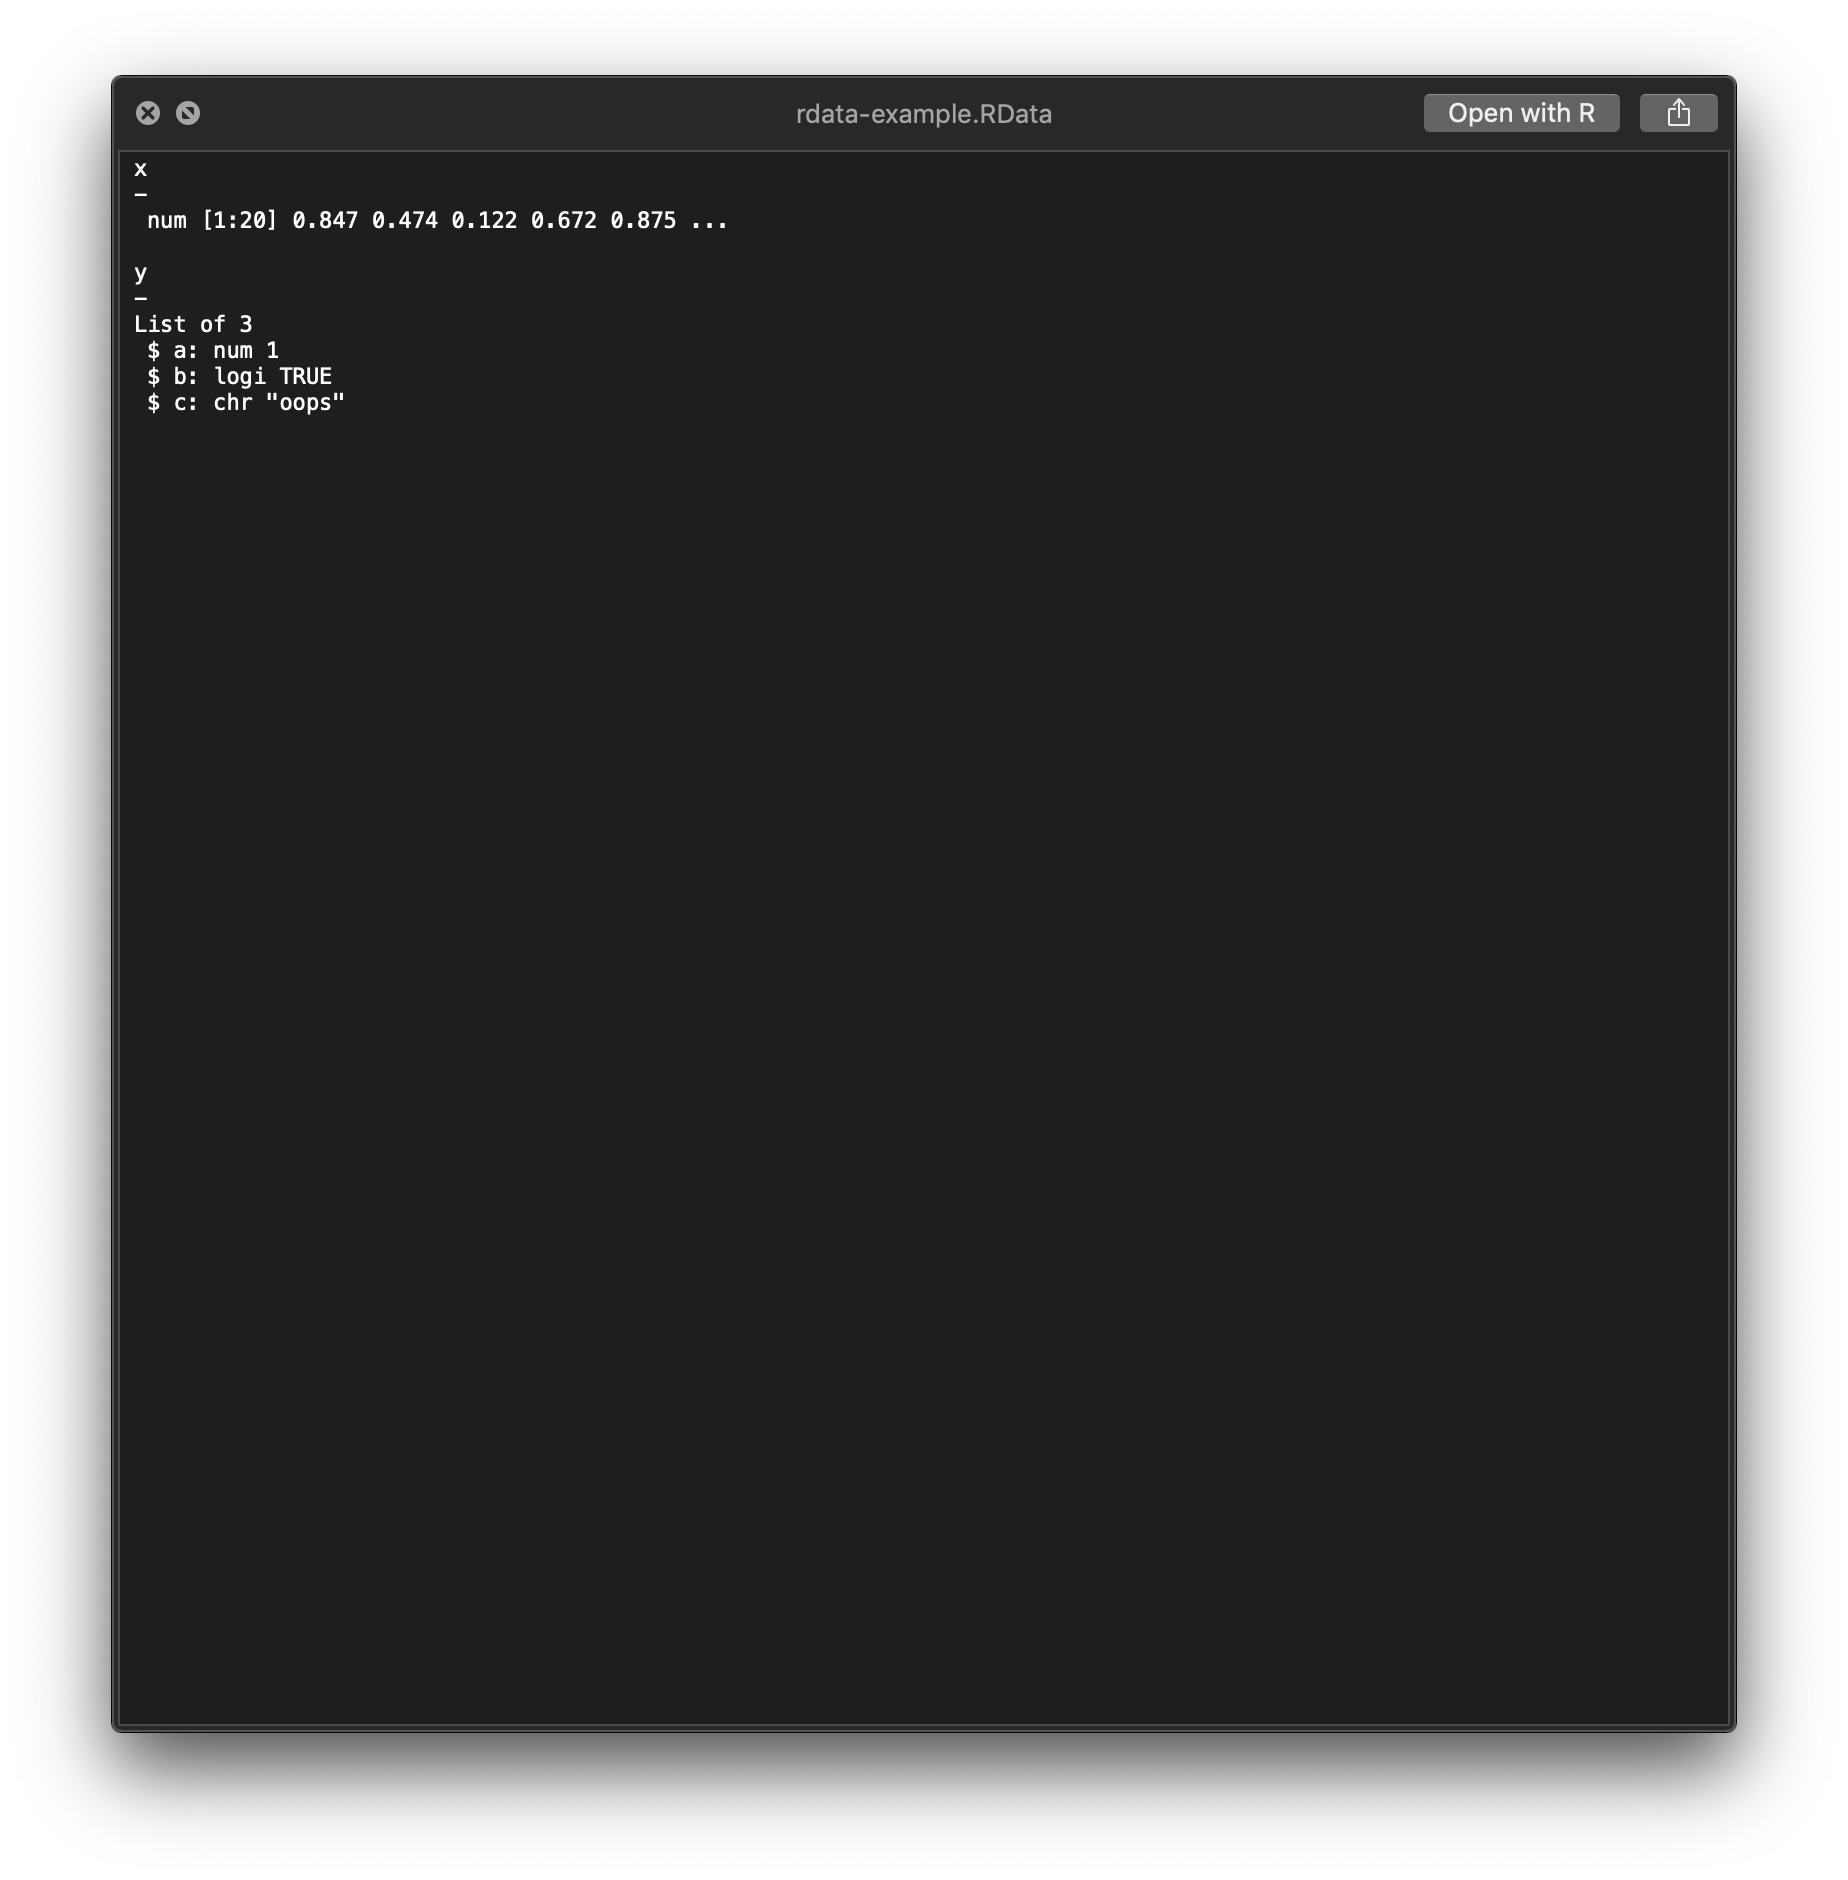 rdata-example.RData
Open with R
x
-
 num [1:20] 0.847 0.474 0.122 0.672 0.875 ...
y
-
List of 3
 $ a: num 1
 $ b: logi TRUE
 $ c: chr "oops"